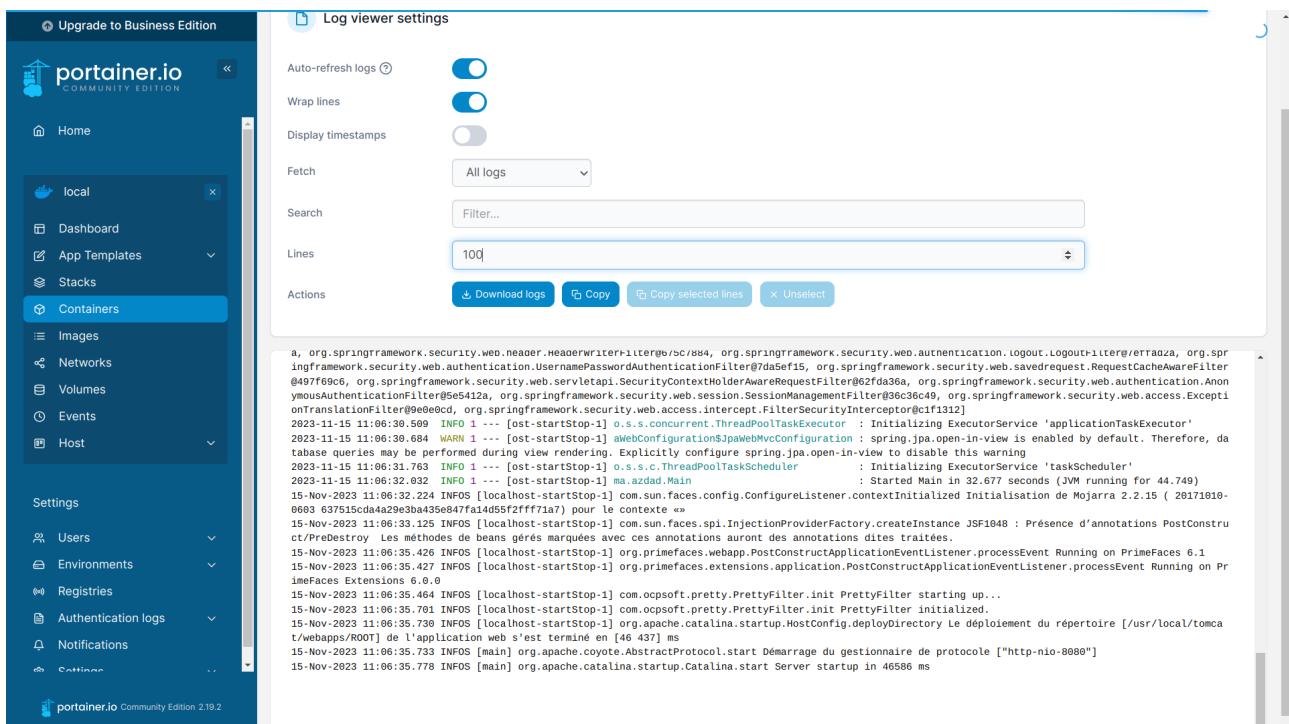 Upgrade to Business Edition
portainer.io
COMMUNITY EDITION
Home
local
Dashboard
App Templates
Stacks
Containers
Images
Networks
Volumes
Events
Host
Settings
Users
Environments
Registries
Authentication logs
Notifications
Settings
portainer.io Community Edition 2.19.2
Log viewer settings
Auto-refresh logs
Wrap lines
Display timestamps
Fetch
All logs
Search
Filter...
Lines
100
Actions
Download logs
Copy
Copy selected lines
Unselect
a, org.springframework.security.web.header.HeaderWriterFilter@675c7884, org.springframework.security.web.authentication.logout.LogoutFilter@7effad2a, org.spr
ingframework.security.web.authentication.UsernamePasswordAuthenticationFilter@7da5ef15, org.springframework.security.web.savedrequest.RequestCacheAwareFilter
@497f69c6, org.springframework.security.web.servletapi.SecurityContextHolderAwareRequestFilter@62fda36a, org.springframework.security.web.authentication.Anon
ymousAuthenticationFilter@5e5412a, org.springframework.security.web.session.SessionManagementFilter@36c36c49, org.springframework.security.web.access.Excepti
onTranslationFilter@9e0e0cd, org.springframework.security.web.access.intercept.FilterSecurityInterceptor@c1f1312]
2023-11-15 11:06:30.509  INFO 1 --- [ost-startStop-1] o.s.s.concurrent.ThreadPoolTaskExecutor  : Initializing ExecutorService 'applicationTaskExecutor'
2023-11-15 11:06:30.684  WARN 1 --- [ost-startStop-1] aWebConfiguration$JpaWebMvcConfiguration : spring.jpa.open-in-view is enabled by default. Therefore, da
tabase queries may be performed during view rendering. Explicitly configure spring.jpa.open-in-view to disable this warning
2023-11-15 11:06:31.763  INFO 1 --- [ost-startStop-1] o.s.s.c.ThreadPoolTaskScheduler          : Initializing ExecutorService 'taskScheduler'
2023-11-15 11:06:32.032  INFO 1 --- [ost-startStop-1] ma.azdad.Main                            : Started Main in 32.677 seconds (JVM running for 44.749)
15-Nov-2023 11:06:32.224 INFOS [localhost-startStop-1] com.sun.faces.config.ConfigureListener.contextInitialized Initialisation de Mojarra 2.2.15 ( 20171010-
0603 637515cda4a29e3ba435e847fa14d55f2fff71a7) pour le contexte «»
15-Nov-2023 11:06:33.125 INFOS [localhost-startStop-1] com.sun.faces.spi.InjectionProviderFactory.createInstance JSF1048 : Présence d'annotations PostConstru
ct/PreDestroy  Les méthodes de beans gérés marquées avec ces annotations auront des annotations dites traitées.
15-Nov-2023 11:06:35.426 INFOS [localhost-startStop-1] org.primefaces.webapp.PostConstructApplicationEventListener.processEvent Running on PrimeFaces 6.1
15-Nov-2023 11:06:35.427 INFOS [localhost-startStop-1] org.primefaces.extensions.application.PostConstructApplicationEventListener.processEvent Running on Pr
imeFaces Extensions 6.0.0
15-Nov-2023 11:06:35.464 INFOS [localhost-startStop-1] com.ocpsoft.pretty.PrettyFilter.init PrettyFilter starting up...
15-Nov-2023 11:06:35.701 INFOS [localhost-startStop-1] com.ocpsoft.pretty.PrettyFilter.init PrettyFilter initialized.
15-Nov-2023 11:06:35.730 INFOS [localhost-startStop-1] org.apache.catalina.startup.HostConfig.deployDirectory Le déploiement du répertoire [/usr/local/tomca
t/webapps/ROOT] de l'application web s'est terminé en [46 437] ms
15-Nov-2023 11:06:35.733 INFOS [main] org.apache.coyote.AbstractProtocol.start Démarrage du gestionnaire de protocole ["http-nio-8080"]
15-Nov-2023 11:06:35.778 INFOS [main] org.apache.catalina.startup.Catalina.start Server startup in 46586 ms